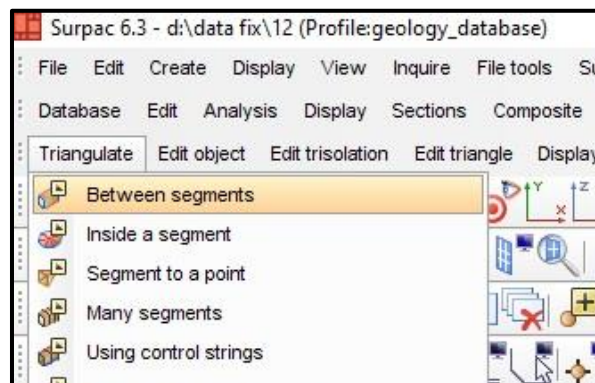 Surpac 6.3 - d:\data fix\12 (Profile:geology_database)
File Edit Create Display View Inquire File tools Su
Database Edit Analysis Display Sections Composite
Triangulate Edit object Edit trisolation Edit triangle Display
Between segments
Inside a segment
Segment to a point
Many segments
Using control strings